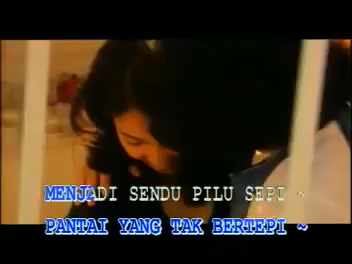 MENJADI SENDU PILU SEPI ~
PANTAI YANG TAK BERTEPI ~